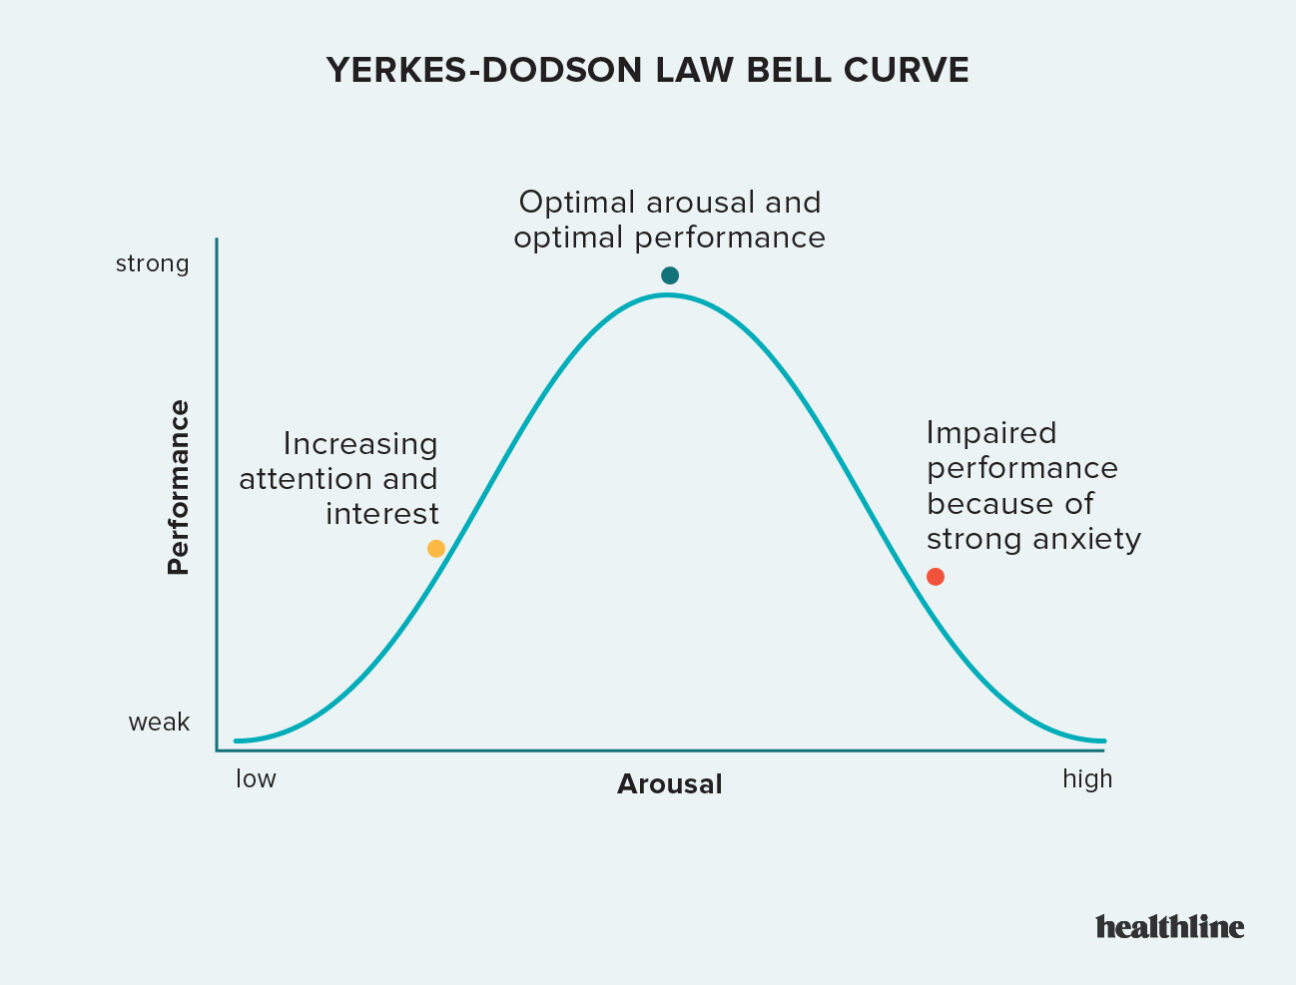 YERKES-DODSON LAW BELL CURVE
Optimal arousal and
optimal performance
strong
Increasing
attention and
interest
Impaired
performance
because of
strong anxiety
Performance
weak
low
Arousal
high
healthline